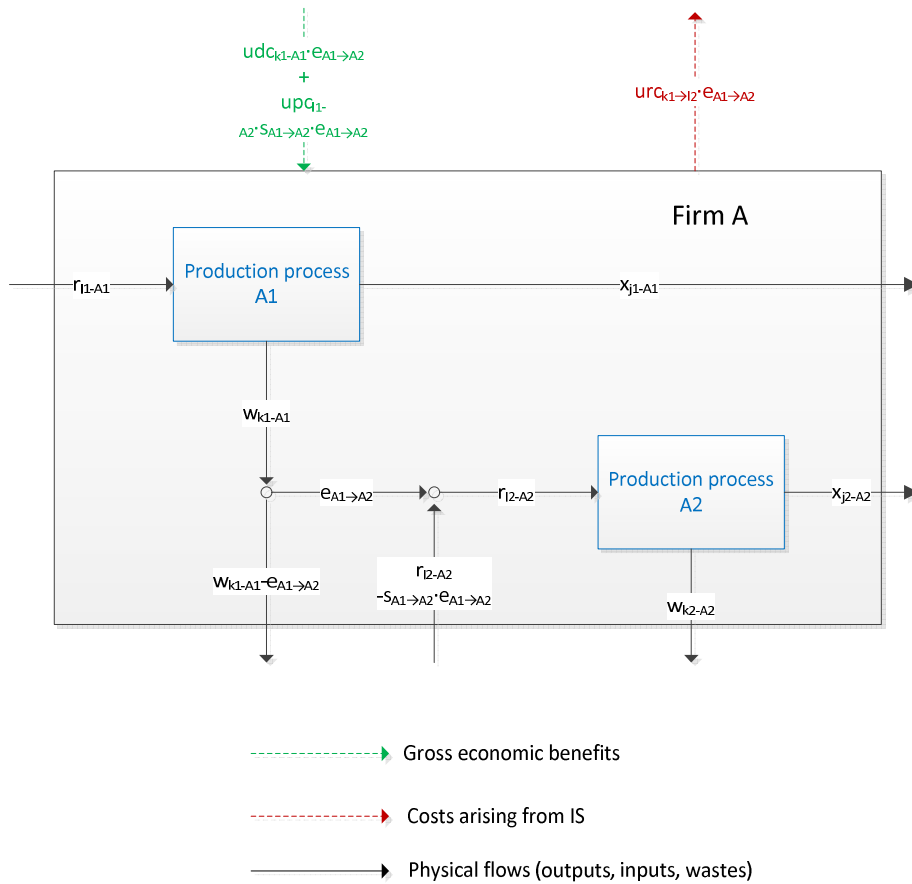 udck1-A1·eA1→A2
+
upcl1-
A2·sA1→A2·eA1→A2
urck1→l2·eA1→A2
Firm A
Production process
A1
rl1-A1
xj1-A1
wk1-A1
Production process
A2
eA1→A2
rl2-A2
xj2-A2
wk1-A1-eA1→A2
rl2-A2
-sA1→A2·eA1→A2
wk2-A2
Gross economic benefits
Costs arising from IS
Physical flows (outputs, inputs, wastes)